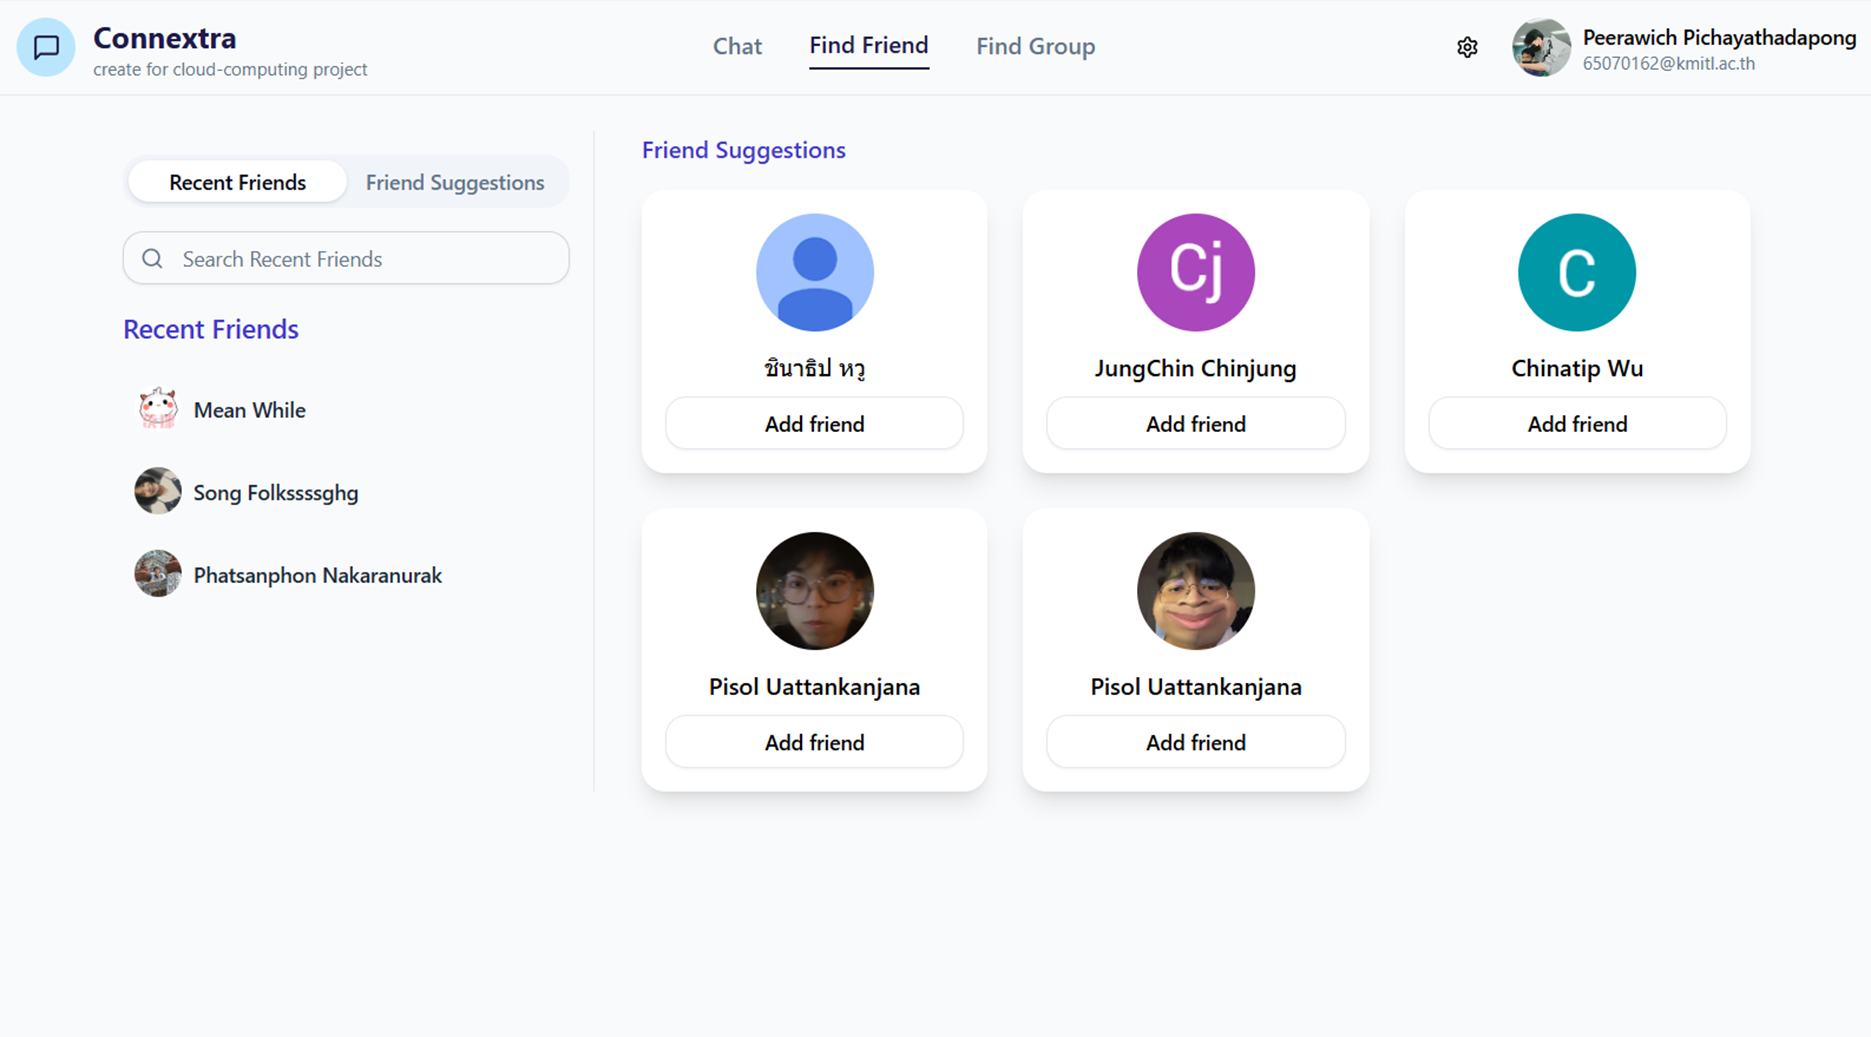 Connextra
create for cloud-computing project
Chat
Find Friend
Find Group
Peerawich Pichayathadapong
65070162@kmitl.ac.th
Recent Friends
Friend Suggestions
Search Recent Friends
Recent Friends
Mean While
Song Folkssssghg
Phatsanphon Nakaranurak
Friend Suggestions
ชินาธิป หวู
Add friend
Cj
JungChin Chinjung
Add friend
C
Chinatip Wu
Add friend
Pisol Uattankanjana
Add friend
Pisol Uattankanjana
Add friend